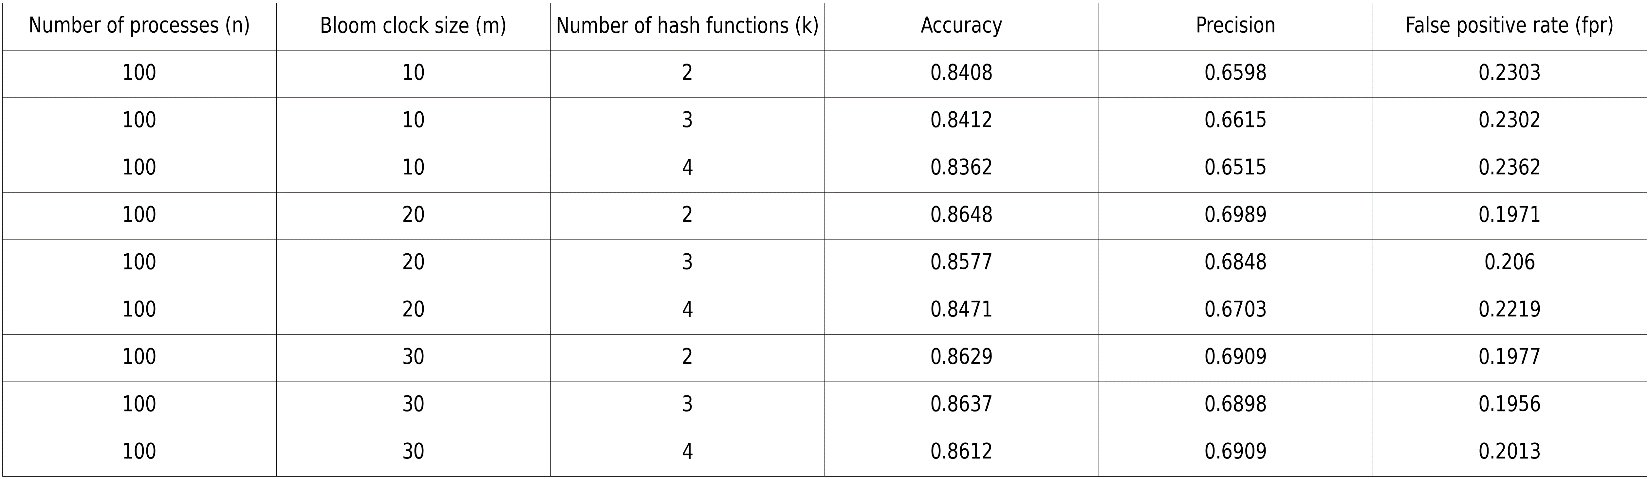 Number of processes (n) Bloom clock size (m) Number of hash functions (k) Accuracy Precision False positive rate (fpr)
100 10 2 0.8408 0.6598 0.2303
100 10 3 0.8412 0.6615 0.2302
100 10 4 0.8362 0.6515 0.2362
100 20 2 0.8648 0.6989 0.1971
100 20 3 0.8577 0.6848 0.206
100 20 4 0.8471 0.6703 0.2219
100 30 2 0.8629 0.6909 0.1977
100 30 3 0.8637 0.6898 0.1956
100 30 4 0.8612 0.6909 0.2013